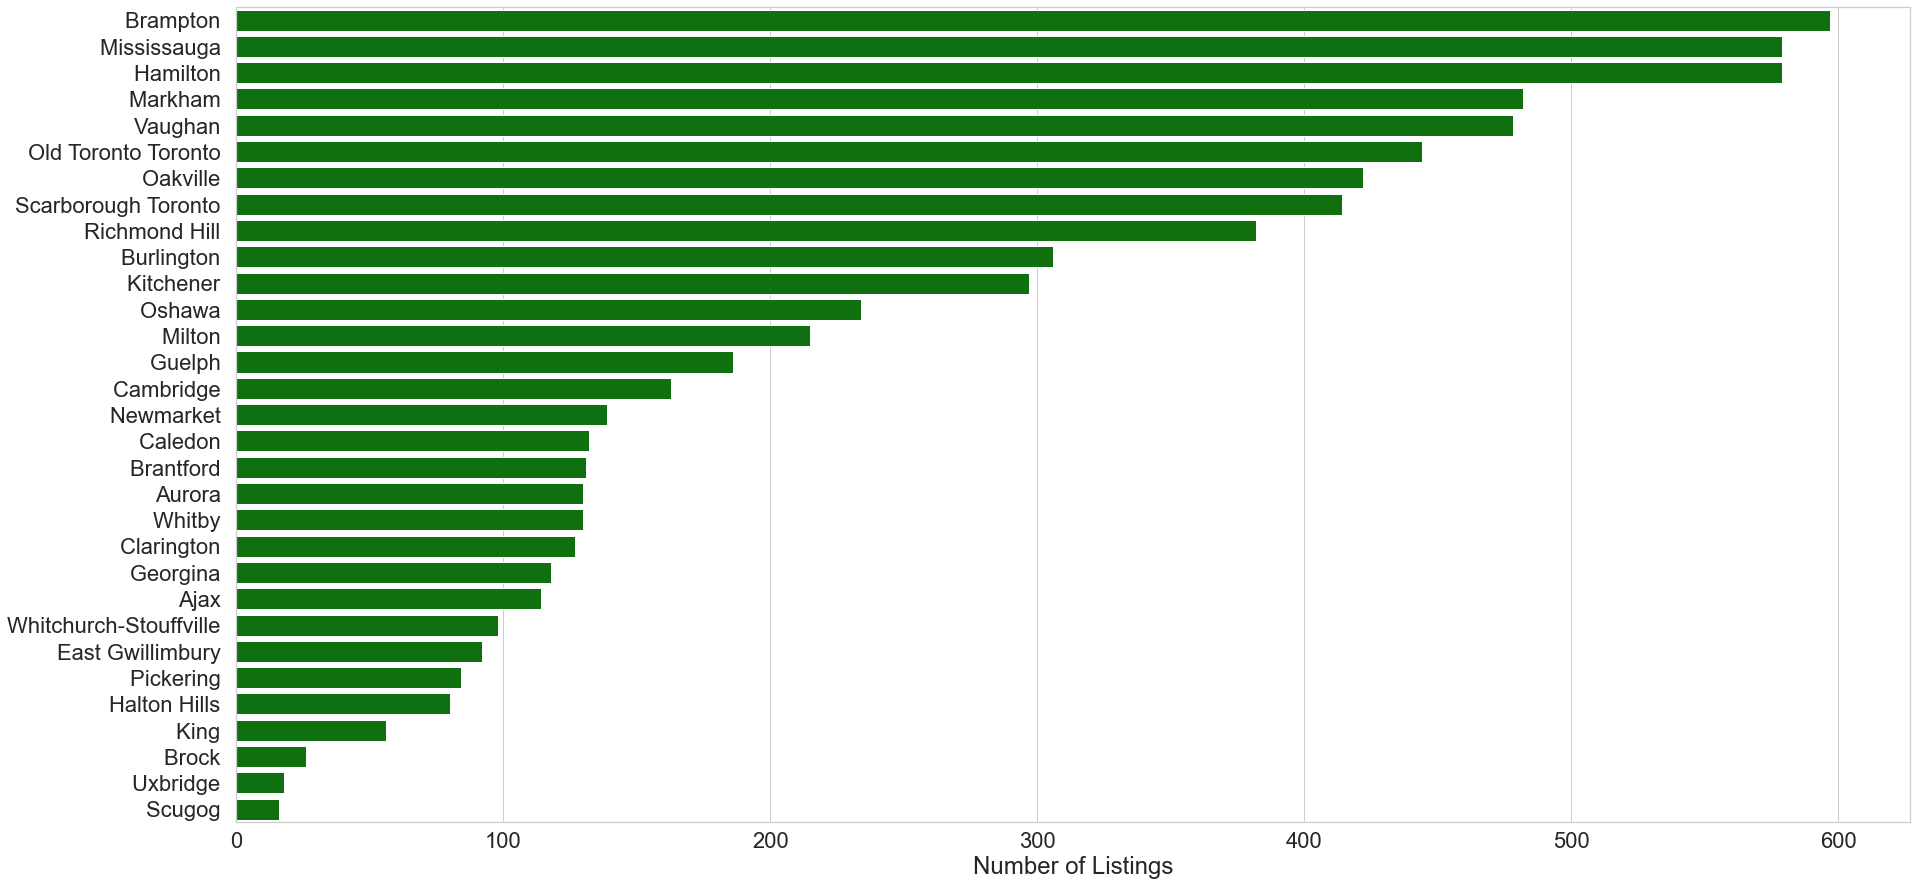 Brampton
Mississauga
Hamilton
Markham
Vaughan
Old Toronto Toronto
Oakville
Scarborough Toronto
Richmond Hill
Burlington
Kitchener
Oshawa
Milton
Guelph
Cambridge
Newmarket
Caledon
Brantford
Aurora
Whitby
Clarington
Georgina
Ajax
Whitchurch-Stouffville
East Gwillimbury
Pickering
Halton Hills
King
Brock
Uxbridge
Scugog
0 100 200 300 400 500 600
Number of Listings